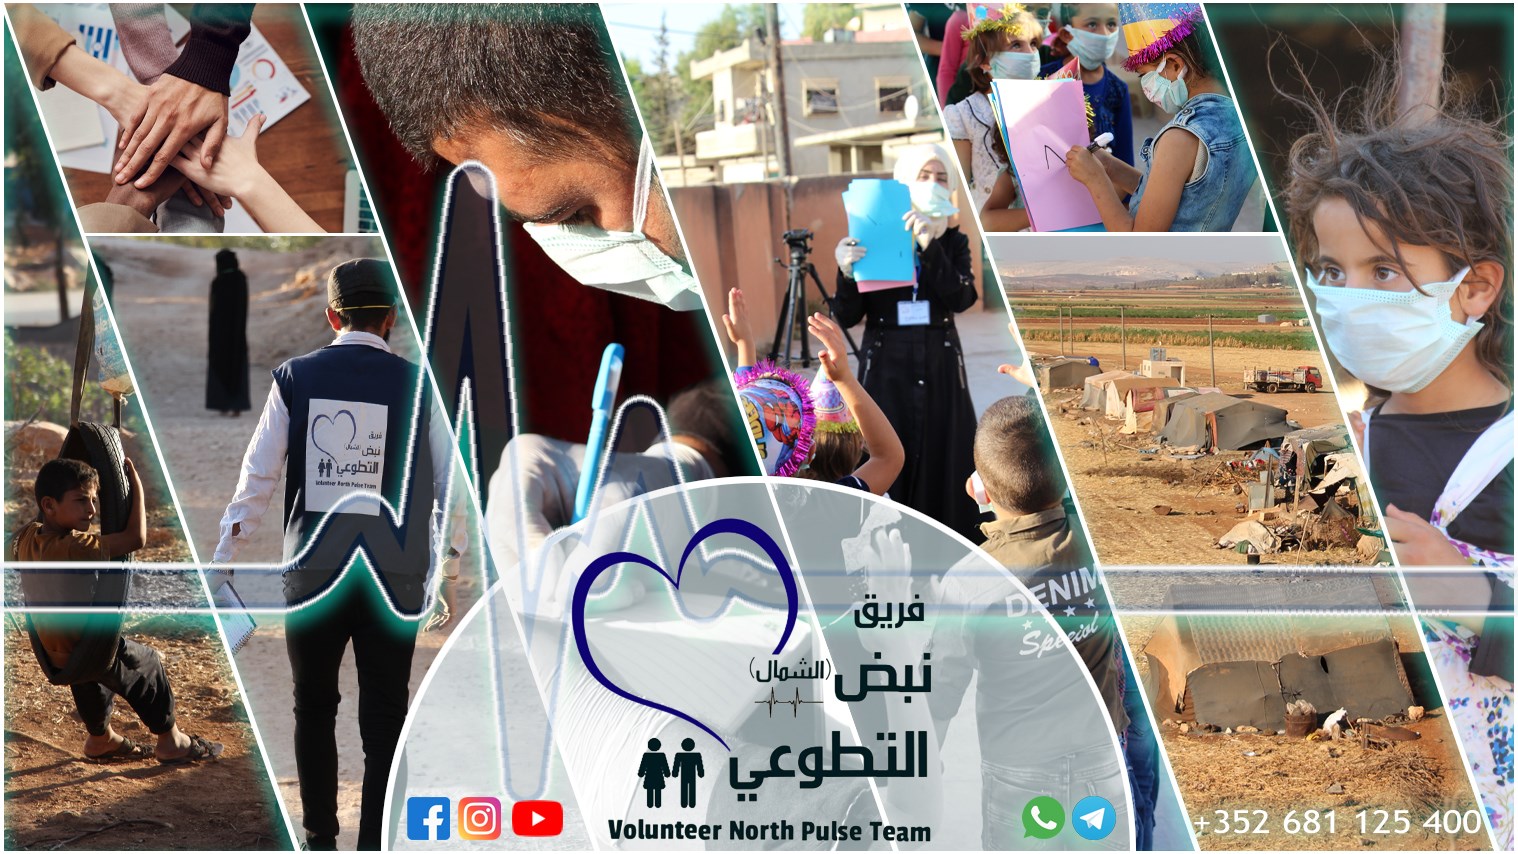 N
فريق
نبض (الشمال)
التطوعي
Volunteer North Pulse Team
DENIM
Special
فريق
نبض (الشمال)
التطوعي
Volunteer North Pulse Team
+352 681 125 400